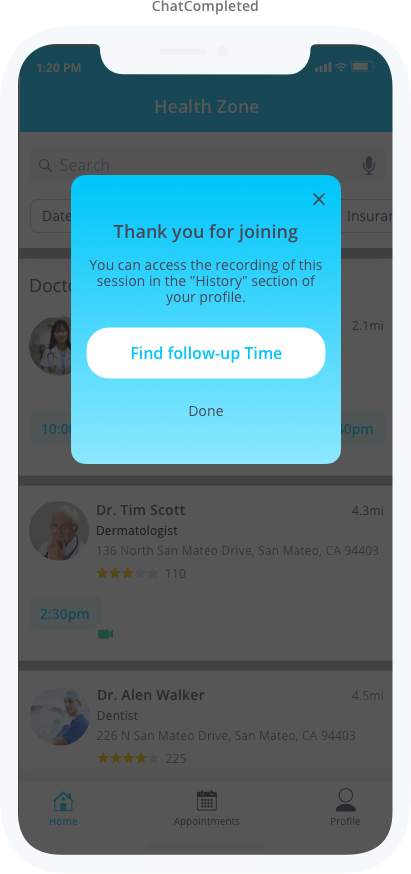 ChatCompleted
1:20 PM
Health Zone
Search
Date
Insuran
Thank you for joining
Docto
You can access the recording of this
session in the "History" section of
your profile.
2.1mi
Find follow-up Time
Done
10:0
0pm
Dr. Tim Scott
4.3mi
Dermatologist
136 North San Mateo Drive, San Mateo, CA 94403
110
2:30pm
Dr. Alen Walker
4.5mi
Dentist
226 N San Mateo Drive, San Mateo, CA 94403
225
Home
Appointments
Profile